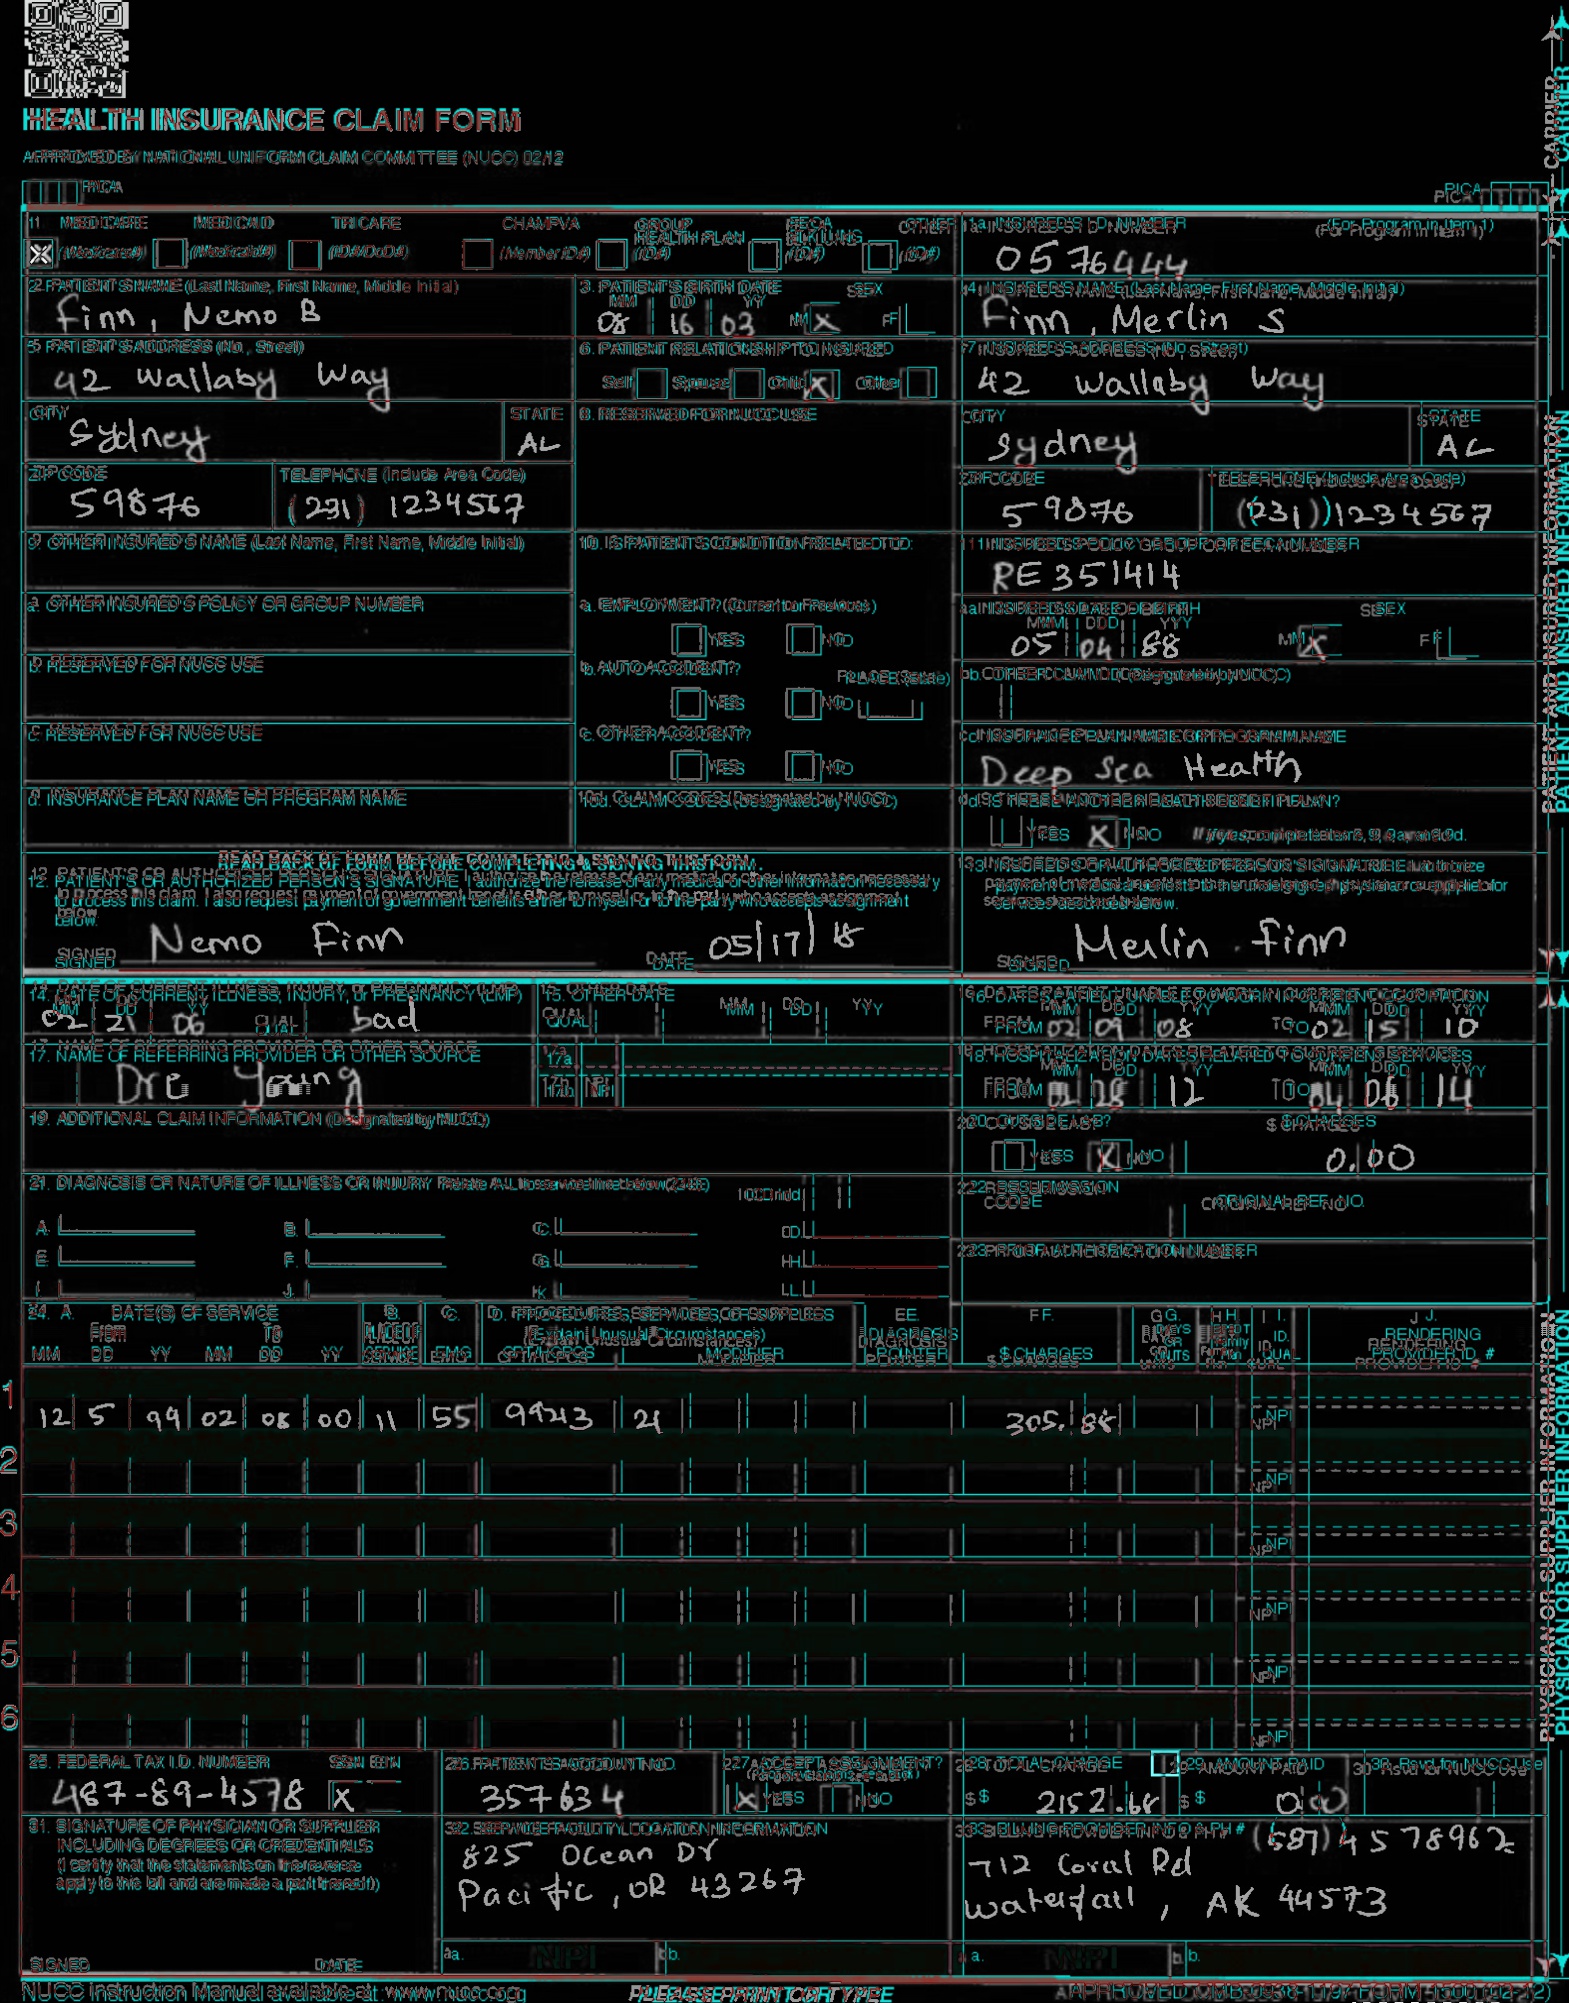 HEALTH INSURANCE CLAIM FORM
APPROVED BY NATIONAL UNIFORM CLAIM COMMITTEE (NUCC) 02/12
PICA
PICA
CARRIER
1 MEDICARE MEDICAID TRICARE CHAMPVA GROUP HEALTH PLAN FECA BLK LUNG OTHER
X (Medicare#) (Medicaid#) (ID#/DoD#) (Member ID#) (ID#) (ID#) (ID#)
1a. INSURED'S I.D. NUMBER (For Program in Item 1)
0576444
2. PATIENT'S NAME (Last Name, First Name, Middle Initial)
Finn, Nemo B
3. PATIENT'S BIRTH DATE SEX
MM DD YY
08 16 03 M X F
4. INSURED'S NAME (Last Name, First Name, Middle Initial)
Finn, Merlin S
5. PATIENT'S ADDRESS (No., Street)
42 Wallaby Way
6. PATIENT RELATIONSHIP TO INSURED
Self Spouse Child X Other
7. INSURED'S ADDRESS (No., Street)
42 Wallaby Way
CITY STATE
Sydney AL
8. RESERVED FOR NUCC USE
CITY STATE
Sydney AL
ZIP CODE TELEPHONE (Include Area Code)
59876 (231) 1234567
ZIP CODE TELEPHONE (Include Area Code)
59876 (231) 1234567
9. OTHER INSURED'S NAME (Last Name, First Name, Middle Initial)
10. IS PATIENT'S CONDITION RELATED TO:
11. INSURED'S POLICY GROUP OR FECA NUMBER
RE 351414
a. OTHER INSURED'S POLICY OR GROUP NUMBER
a. EMPLOYMENT? (Current or Previous)
YES NO
a. INSURED'S DATE OF BIRTH SEX
MM DD YY
05 04 88 M X F
b. RESERVED FOR NUCC USE
b. AUTO ACCIDENT? PLACE (State)
YES NO
b. OTHER CLAIM ID (Designated by NUCC)
c. RESERVED FOR NUCC USE
c. OTHER ACCIDENT?
YES NO
c. INSURANCE PLAN NAME OR PROGRAM NAME
Deep Sea Health
d. INSURANCE PLAN NAME OR PROGRAM NAME
10d. CLAIM CODES (Designated by NUCC)
d. IS THERE ANOTHER HEALTH BENEFIT PLAN?
YES X NO If yes, complete items 9, 9a, and 9d.
PATIENT AND INSURED INFORMATION
READ BACK OF FORM BEFORE COMPLETING & SIGNING THIS FORM.
12. PATIENT'S OR AUTHORIZED PERSON'S SIGNATURE I authorize the release of any medical or other information necessary
to process this claim. I also request payment of government benefits either to myself or to the party who accepts assignment
below.
SIGNED Nemo Finn DATE 05/17/18
13. INSURED'S OR AUTHORIZED PERSON'S SIGNATURE I authorize
payment of medical benefits to the undersigned physician or supplier for
services described below.
SIGNED Merlin Finn
14. DATE OF CURRENT ILLNESS, INJURY, or PREGNANCY (LMP)
MM DD YY
02 21 06 QUAL. bad
15. OTHER DATE
QUAL. MM DD YY
16. DATES PATIENT UNABLE TO WORK IN CURRENT OCCUPATION
MM DD YY MM DD YY
FROM 02 09 08 TO 02 15 10
17. NAME OF REFERRING PROVIDER OR OTHER SOURCE
Dre Young
17a.
17b. NPI
18. HOSPITALIZATION DATES RELATED TO CURRENT SERVICES
MM DD YY MM DD YY
FROM 28 12 TO 06 14
19. ADDITIONAL CLAIM INFORMATION (Designated by NUCC)
20. OUTSIDE LAB? $ CHARGES
YES X NO 0.00
21. DIAGNOSIS OR NATURE OF ILLNESS OR INJURY Relate A-L to service line below (24E) ICD Ind.
A. B. C. D.
E. F. G. H.
I. J. K. L.
22. RESUBMISSION CODE ORIGINAL REF. NO.
23. PRIOR AUTHORIZATION NUMBER
24. A. DATE(S) OF SERVICE B. C. D. PROCEDURES, SERVICES, OR SUPPLIES E. F. G. H. I. J.
From To PLACE OF SERVICE EMG (Explain Unusual Circumstances) DIAGNOSIS POINTER $ CHARGES DAYS OR UNITS ID. QUAL. RENDERING PROVIDER ID. #
MM DD YY MM DD YY CPT/HCPCS MODIFIER
1 12 5 99 02 08 00 11 55 99213 21 305.88 NPI
2 NPI
3 NPI
4 NPI
5 NPI
6 NPI
PHYSICIAN OR SUPPLIER INFORMATION
25. FEDERAL TAX I.D. NUMBER SSN EIN
487-89-4578 X
26. PATIENT'S ACCOUNT NO.
357634
27. ACCEPT ASSIGNMENT?
X YES NO
28. TOTAL CHARGE
$ 2152.68
29. AMOUNT PAID
$ 0.00
30. Rsvd for NUCC Use
31. SIGNATURE OF PHYSICIAN OR SUPPLIER
INCLUDING DEGREES OR CREDENTIALS
(I certify that the statements on the reverse
apply to this bill and are made a part thereof.)
SIGNED DATE
32. SERVICE FACILITY LOCATION INFORMATION
825 Ocean Dr
Pacific, OR 43267
a. NPI b.
33. BILLING PROVIDER INFO & PH # (587) 4578962
712 Coral Rd
Waterfall, AK 44573
a. NPI b.
NUCC Instruction Manual available at: www.nucc.org
PLEASE PRINT OR TYPE